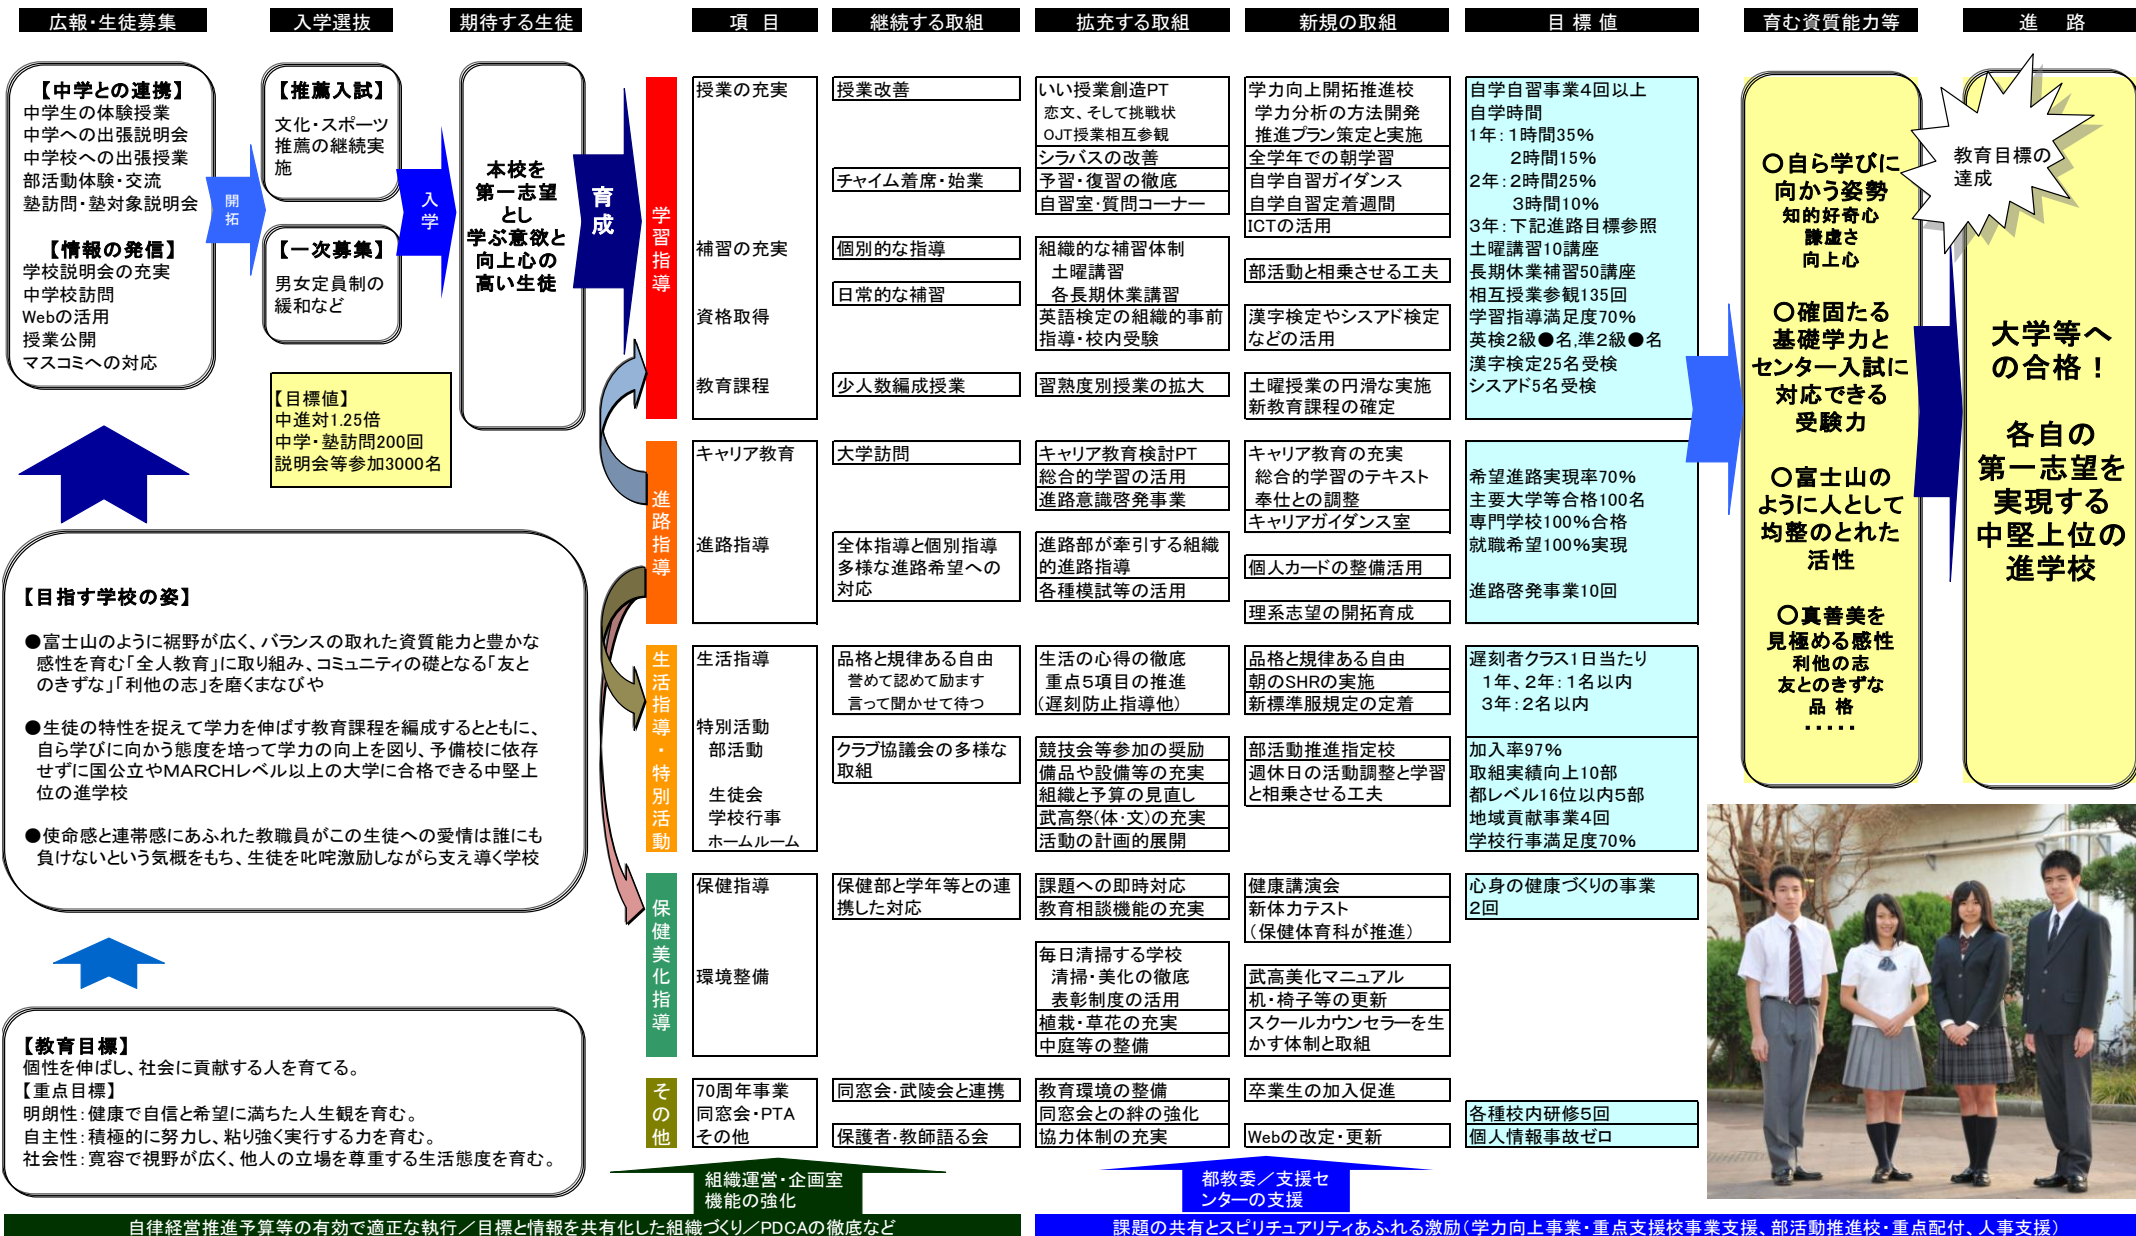 広報・生徒募集
入学選抜
期待する生徒
項 目
継続する取組
拡充する取組
新規の取組
目 標 値
育む資質能力等
進 路
【中学との連携】
中学生の体験授業
中学への出張説明会
中学校への出張授業
部活動体験・交流
塾訪問・塾対象説明会
【情報の発信】
学校説明会の充実
中学校訪問
Webの活用
授業公開
マスコミへの対応
開拓
【推薦入試】
文化・スポーツ
推薦の継続実
施
【一次募集】
男女定員制の
緩和など
【目標値】
中進対1.25倍
中学・塾訪問200回
説明会等参加3000名
入学
本校を
第一志望
とし
学ぶ意欲と
向上心の
高い生徒
育成
【目指す学校の姿】
●富士山のように裾野が広く、バランスの取れた資質能力と豊かな
感性を育む「全人教育」に取り組み、コミュニティの礎となる「友と
のきずな」「利他の志」を磨くまなびや
●生徒の特性を捉えて学力を伸ばす教育課程を編成するとともに、
自ら学びに向かう態度を培って学力の向上を図り、予備校に依存
せずに国公立やMARCHレベル以上の大学に合格できる中堅上
位の進学校
●使命感と連帯感にあふれた教職員がこの生徒への愛情は誰にも
負けないという気概をもち、生徒を叱咤激励しながら支え導く学校
【教育目標】
個性を伸ばし、社会に貢献する人を育てる。
【重点目標】
明朗性：健康で自信と希望に満ちた人生観を育む。
自主性：積極的に努力し、粘り強く実行する力を育む。
社会性：寛容で視野が広く、他人の立場を尊重する生活態度を育む。
学習指導
授業の充実
補習の充実
資格取得
教育課程
授業改善
チャイム着席・始業
個別的な指導
日常的な補習
少人数編成授業
いい授業創造PT
恋文、そして挑戦状
OJT授業相互参観
シラバスの改善
予習・復習の徹底
自習室・質問コーナー
組織的な補習体制
土曜講習
各長期休業講習
英語検定の組織的事前
指導・校内受験
習熟度別授業の拡大
学力向上開拓推進校
学力分析の方法開発
推進プラン策定と実施
全学年での朝学習
自学自習ガイダンス
自学自習定着週間
ICTの活用
部活動と相乗させる工夫
漢字検定やシスアド検定
などの活用
土曜授業の円滑な実施
新教育課程の確定
自学自習事業4回以上
自学時間
1年：1時間35%
2時間15%
2年：2時間25%
3時間10%
3年：下記進路目標参照
土曜講習10講座
長期休業補習50講座
相互授業参観135回
学習指導満足度70%
英検2級●名,準2級●名
漢字検定25名受検
シスアド5名受検
進路指導
キャリア教育
進路指導
大学訪問
全体指導と個別指導
多様な進路希望への
対応
キャリア教育検討PT
総合的学習の活用
進路意識啓発事業
進路部が牽引する組織
的進路指導
各種模試等の活用
キャリア教育の充実
総合的学習のテキスト
奉仕との調整
キャリアガイダンス室
個人カードの整備活用
理系志望の開拓育成
希望進路実現率70%
主要大学等合格100名
専門学校100%合格
就職希望100%実現
進路啓発事業10回
生活指導・特別活動
生活指導
特別活動
部活動
生徒会
学校行事
ホームルーム
品格と規律ある自由
誉めて認めて励ます
言って聞かせて待つ
クラブ協議会の多様な
取組
生活の心得の徹底
重点5項目の推進
(遅刻防止指導他)
競技会等参加の奨励
備品や設備等の充実
組織と予算の見直し
武高祭(体・文)の充実
活動の計画的展開
品格と規律ある自由
朝のSHRの実施
新標準服規定の定着
部活動推進指定校
週休日の活動調整と学習
と相乗させる工夫
遅刻者クラス1日当たり
1年、2年：1名以内
3年：2名以内
加入率97%
取組実績向上10部
都レベル16位以内5部
地域貢献事業4回
学校行事満足度70%
保健美化指導
保健指導
環境整備
保健部と学年等との連
携した対応
課題への即時対応
教育相談機能の充実
毎日清掃する学校
清掃・美化の徹底
表彰制度の活用
植栽・草花の充実
中庭等の整備
健康講演会
新体力テスト
(保健体育科が推進)
武高美化マニュアル
机・椅子等の更新
スクールカウンセラーを生
かす体制と取組
心身の健康づくりの事業
2回
その他
70周年事業
同窓会・PTA
その他
同窓会・武陵会と連携
保護者・教師語る会
教育環境の整備
同窓会との絆の強化
協力体制の充実
卒業生の加入促進
Webの改定・更新
各種校内研修5回
個人情報事故ゼロ
〇自ら学びに
向かう姿勢
知的好奇心
謙虚さ
向上心
〇確固たる
基礎学力と
センター入試に
対応できる
受験力
〇富士山の
ように人として
均整のとれた
活性
〇真善美を
見極める感性
利他の志
友とのきずな
品 格
・・・・・
教育目標の
達成
大学等へ
の合格！
各自の
第一志望を
実現する
中堅上位の
進学校
組織運営・企画室
機能の強化
都教委／支援セ
ンターの支援
自律経営推進予算等の有効で適正な執行／目標と情報を共有化した組織づくり／PDCAの徹底など
課題の共有とスピリチュアリティあふれる激励(学力向上事業・重点支援校事業支援、部活動推進校・重点配付、人事支援)